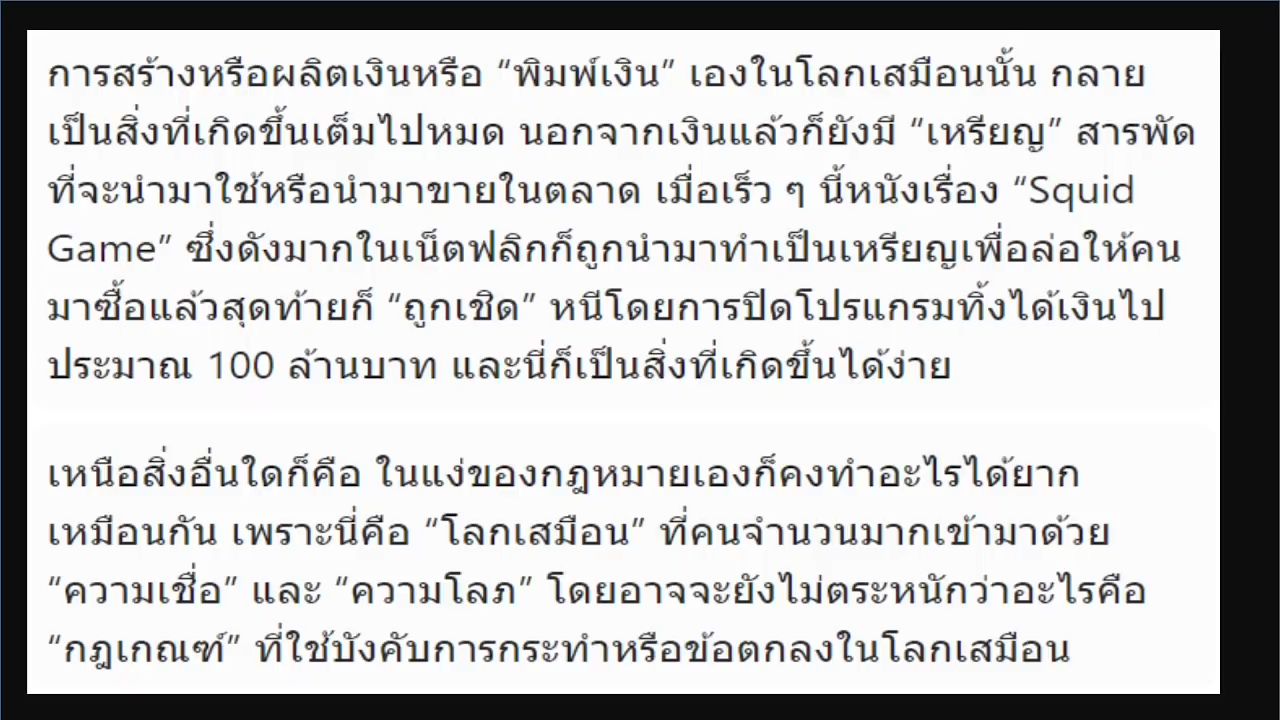 การสร้างหรือผลิตเงินหรือ “พิมพ์เงิน” เองในโลกเสมือนนั้น กลาย
เป็นสิ่งที่เกิดขึ้นเต็มไปหมด นอกจากเงินแล้วก็ยังมี “เหรียญ” สารพัด
ที่จะนำมาใช้หรือนำมาขายในตลาด เมื่อเร็ว ๆ นี้หนังเรื่อง “Squid
Game” ซึ่งดังมากในเน็ตฟลิกก็ถูกนำมาทำเป็นเหรียญเพื่อล่อให้คน
มาซื้อแล้วสุดท้ายก็ “ถูกเชิด” หนีโดยการปิดโปรแกรมทิ้งได้เงินไป
ประมาณ 100 ล้านบาท และนี่ก็เป็นสิ่งที่เกิดขึ้นได้ง่าย
เหนือสิ่งอื่นใดก็คือ ในแง่ของกฎหมายเองก็คงทำอะไรได้ยาก
เหมือนกัน เพราะนี่คือ “โลกเสมือน” ที่คนจำนวนมากเข้ามาด้วย
“ความเชื่อ” และ “ความโลภ” โดยอาจจะยังไม่ตระหนักว่าอะไรคือ
“กฎเกณฑ์” ที่ใช้บังคับการกระทำหรือข้อตกลงในโลกเสมือน